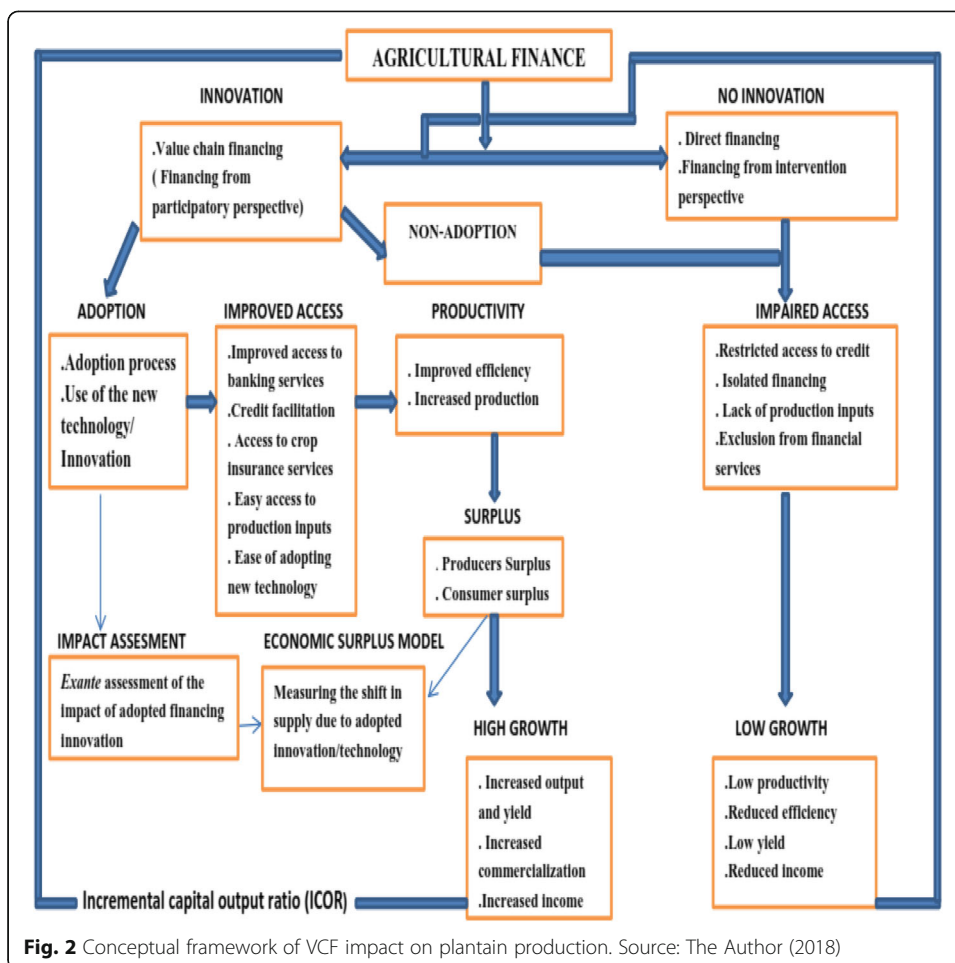 AGRICULTURAL FINANCE
INNOVATION
.Value chain financing
( Financing from
participatory perspective)
NO INNOVATION
. Direct financing
.Financing from intervention
perspective
NON-ADOPTION
ADOPTION
.Adoption process
.Use of the new
technology/
Innovation
IMPROVED ACCESS
.Improved access to
banking services
.Credit facilitation
. Access to crop
insurance services
. Easy access to
production inputs
. Ease of adopting
new technology
PRODUCTIVITY
. Improved efficiency
. Increased production
IMPAIRED ACCESS
.Restricted access to credit
. Isolated financing
. Lack of production inputs
.Exclusion from financial
services
SURPLUS
. Producers Surplus
. Consumer surplus
IMPACT ASSESMENT
Exante assessment of the
impact of adopted financing
innovation
ECONOMIC SURPLUS MODEL
Measuring the shift in
supply due to adopted
innovation/technology
HIGH GROWTH
. Increased output
and yield
. Increased
commercialization
.Increased income
LOW GROWTH
.Low productivity
.Reduced efficiency
.Low yield
.Reduced income
Incremental capital output ratio (ICOR)
Fig. 2 Conceptual framework of VCF impact on plantain production. Source: The Author (2018)